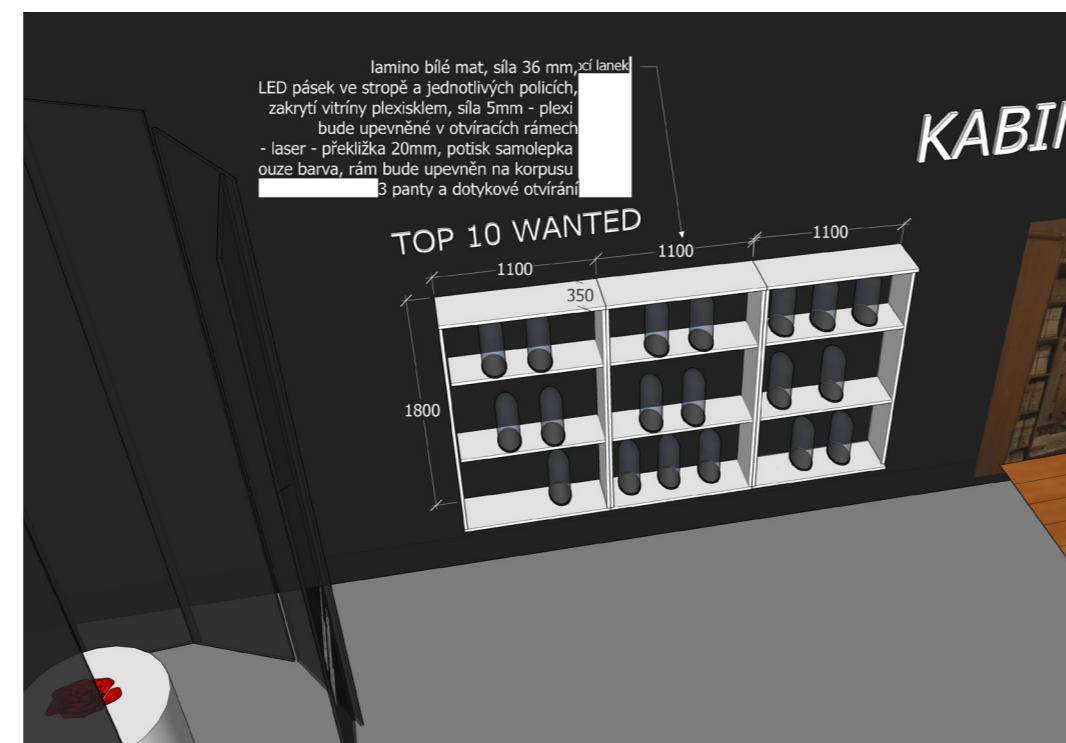 lamino bílé mat, síla 36 mm, lanek
LED pásek ve stropě a jednotlivých policích,
zakrytí vitríny plexisklem, síla 5mm - plexi
bude upevněné v otvíracích rámech
- laser - překližka 20mm, potisk samolepka
ouze barva, rám bude upevněn na korpusu
3 panty a dotykové otvírání
KABI
TOP 10 WANTED
1100
1100
1100
350
1800